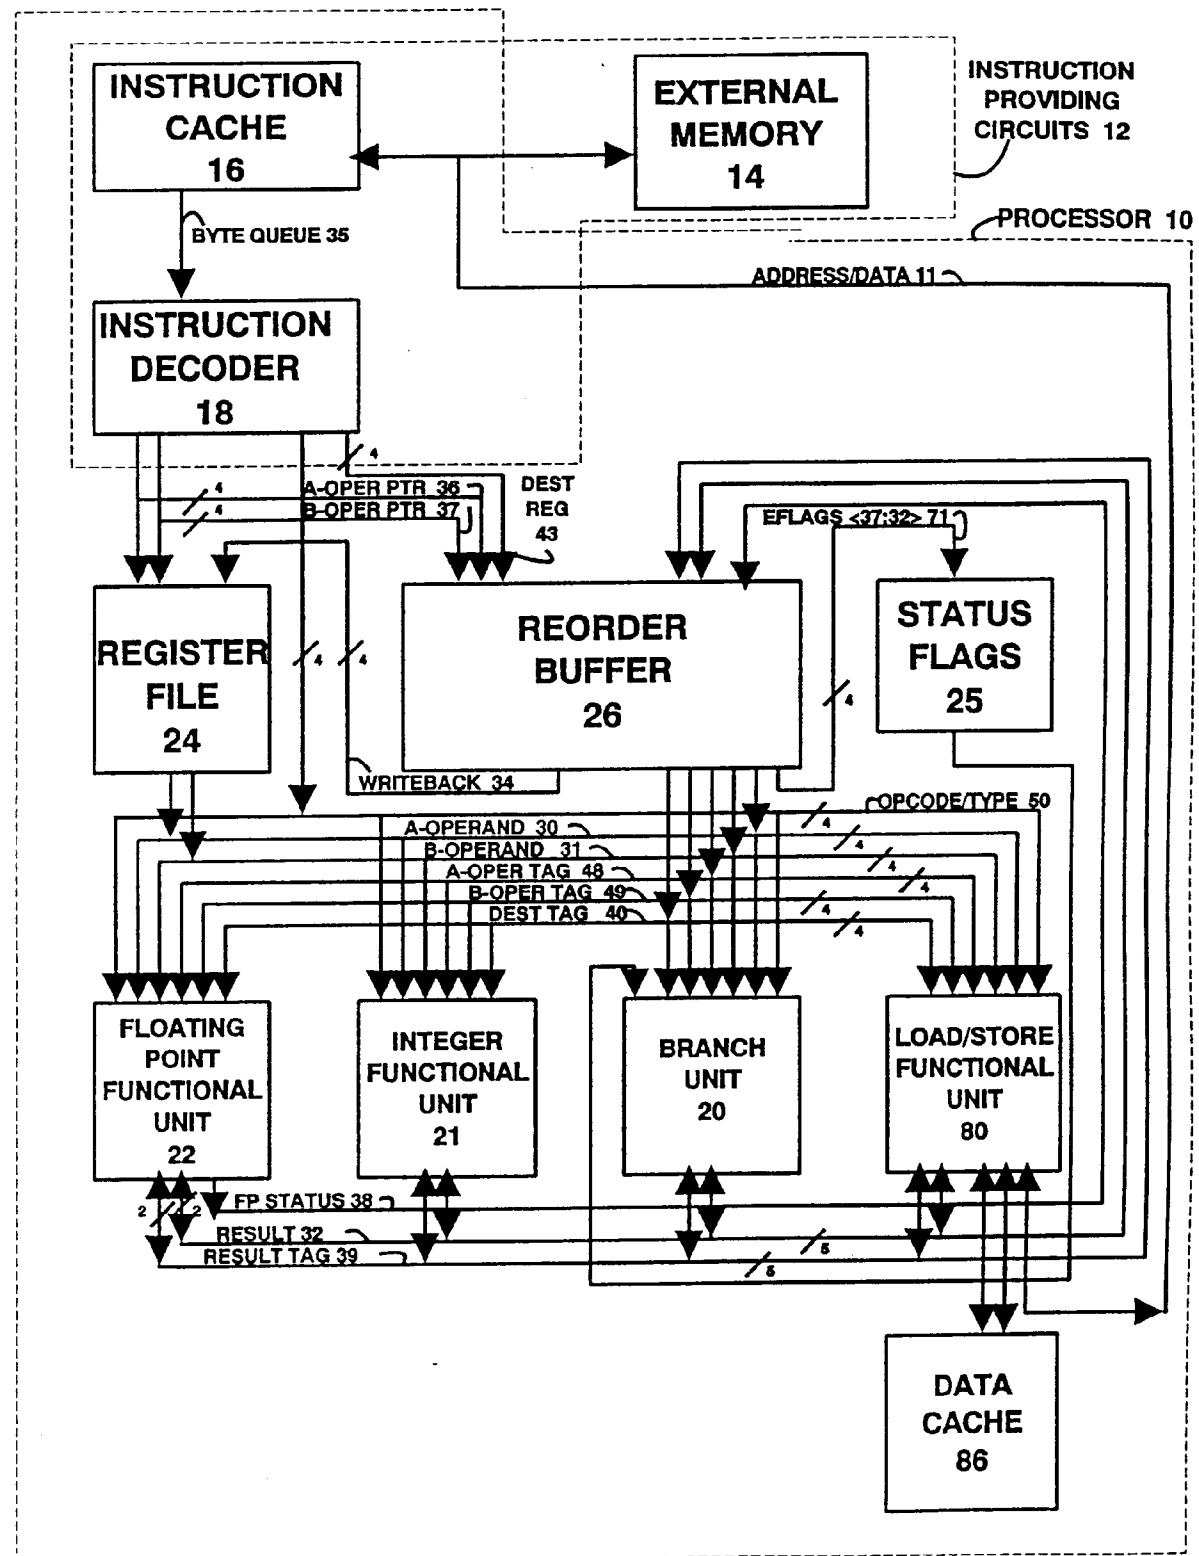 INSTRUCTION
CACHE
16
EXTERNAL
MEMORY
14
INSTRUCTION
PROVIDING
CIRCUITS 12
BYTE QUEUE 35
PROCESSOR 10
ADDRESS/DATA 11
INSTRUCTION
DECODER
18
4
4
A-OPER PTR 36
4
B-OPER PTR 37
DEST
REG
43
EFLAGS <37:32> 71
REGISTER
FILE
24
4
4
REORDER
BUFFER
26
4
STATUS
FLAGS
25
WRITEBACK 34
OPCODE/TYPE 50
4
A-OPERAND 30
4
B-OPERAND 31
4
A-OPER TAG 48
4
B-OPER TAG 49
4
DEST TAG 40
4
FLOATING
POINT
FUNCTIONAL
UNIT
22
INTEGER
FUNCTIONAL
UNIT
21
BRANCH
UNIT
20
LOAD/STORE
FUNCTIONAL
UNIT
80
2
2
FP STATUS 38
RESULT 32
5
RESULT TAG 39
5
DATA
CACHE
86